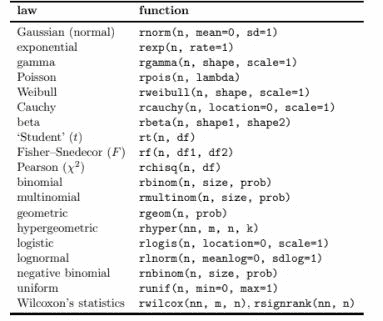 law function
Gaussian (normal) rnorm(n, mean=0, sd=1)
exponential rexp(n, rate=1)
gamma rgamma(n, shape, scale=1)
Poisson rpois(n, lambda)
Weibull rweibull(n, shape, scale=1)
Cauchy rcauchy(n, location=0, scale=1)
beta rbeta(n, shape1, shape2)
‘Student’ (t) rt(n, df)
Fisher–Snedecor (F) rf(n, df1, df2)
Pearson (χ²) rchisq(n, df)
binomial rbinom(n, size, prob)
multinomial rmultinom(n, size, prob)
geometric rgeom(n, prob)
hypergeometric rhyper(nn, m, n, k)
logistic rlogis(n, location=0, scale=1)
lognormal rlnorm(n, meanlog=0, sdlog=1)
negative binomial rnbinom(n, size, prob)
uniform runif(n, min=0, max=1)
Wilcoxon’s statistics rwilcox(nn, m, n), rsignrank(nn, n)